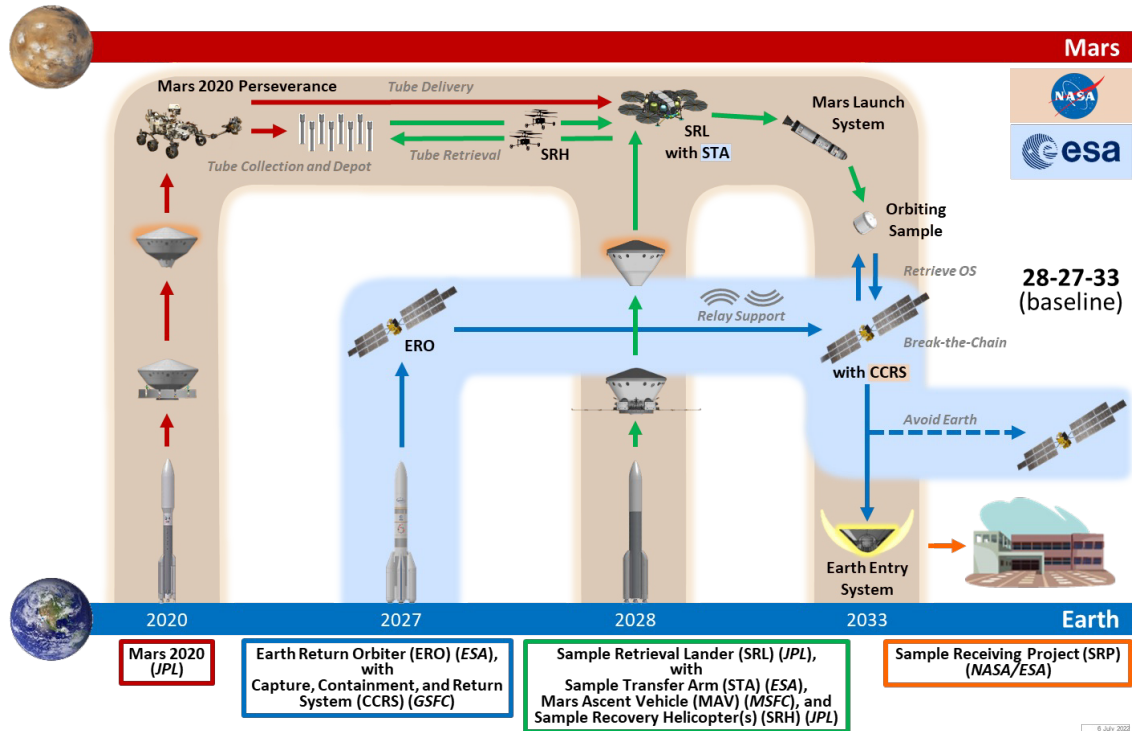 Mars
Mars 2020 Perseverance
Tube Delivery
Tube Collection and Depot
Tube Retrieval
SRH
SRL
with STA
Mars Launch
System
NASA
esa
Orbiting
Sample
Retrieve OS
28-27-33
(baseline)
ERO
Relay Support
Break-the-Chain
with CCRS
Avoid Earth
Earth Entry
System
2020
2027
2028
2033
Earth
Mars 2020
(JPL)
Earth Return Orbiter (ERO) (ESA),
with
Capture, Containment, and Return
System (CCRS) (GSFC)
Sample Retrieval Lander (SRL) (JPL),
with
Sample Transfer Arm (STA) (ESA),
Mars Ascent Vehicle (MAV) (MSFC), and
Sample Recovery Helicopter(s) (SRH) (JPL)
Sample Receiving Project (SRP)
(NASA/ESA)
6 July 2022